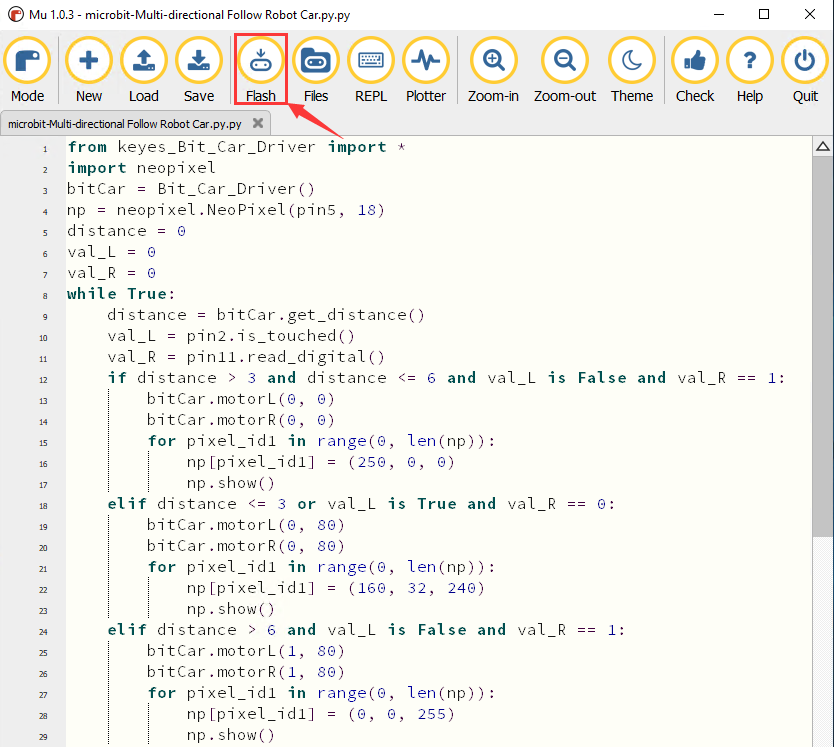 Mu 1.0.3 - microbit-Multi-directional Follow Robot Car.py.py
Mode New Load Save Flash Files REPL Plotter Zoom-in Zoom-out Theme Check ? Help Quit
microbit-Multi-directional Follow Robot Car.py.py
1 from keyes_Bit_Car_Driver import *
2 import neopixel
3 bitCar = Bit_Car_Driver()
4 np = neopixel.NeoPixel(pin5, 18)
5 distance = 0
6 val_L = 0
7 val_R = 0
8 while True:
9     distance = bitCar.get_distance()
10     val_L = pin2.is_touched()
11     val_R = pin11.read_digital()
12     if distance > 3 and distance <= 6 and val_L is False and val_R == 1:
13         bitCar.motorL(0, 0)
14         bitCar.motorR(0, 0)
15         for pixel_id1 in range(0, len(np)):
16             np[pixel_id1] = (250, 0, 0)
17             np.show()
18     elif distance <= 3 or val_L is True and val_R == 0:
19         bitCar.motorL(0, 80)
20         bitCar.motorR(0, 80)
21         for pixel_id1 in range(0, len(np)):
22             np[pixel_id1] = (160, 32, 240)
23             np.show()
24     elif distance > 6 and val_L is False and val_R == 1:
25         bitCar.motorL(1, 80)
26         bitCar.motorR(1, 80)
27         for pixel_id1 in range(0, len(np)):
28             np[pixel_id1] = (0, 0, 255)
29             np.show()